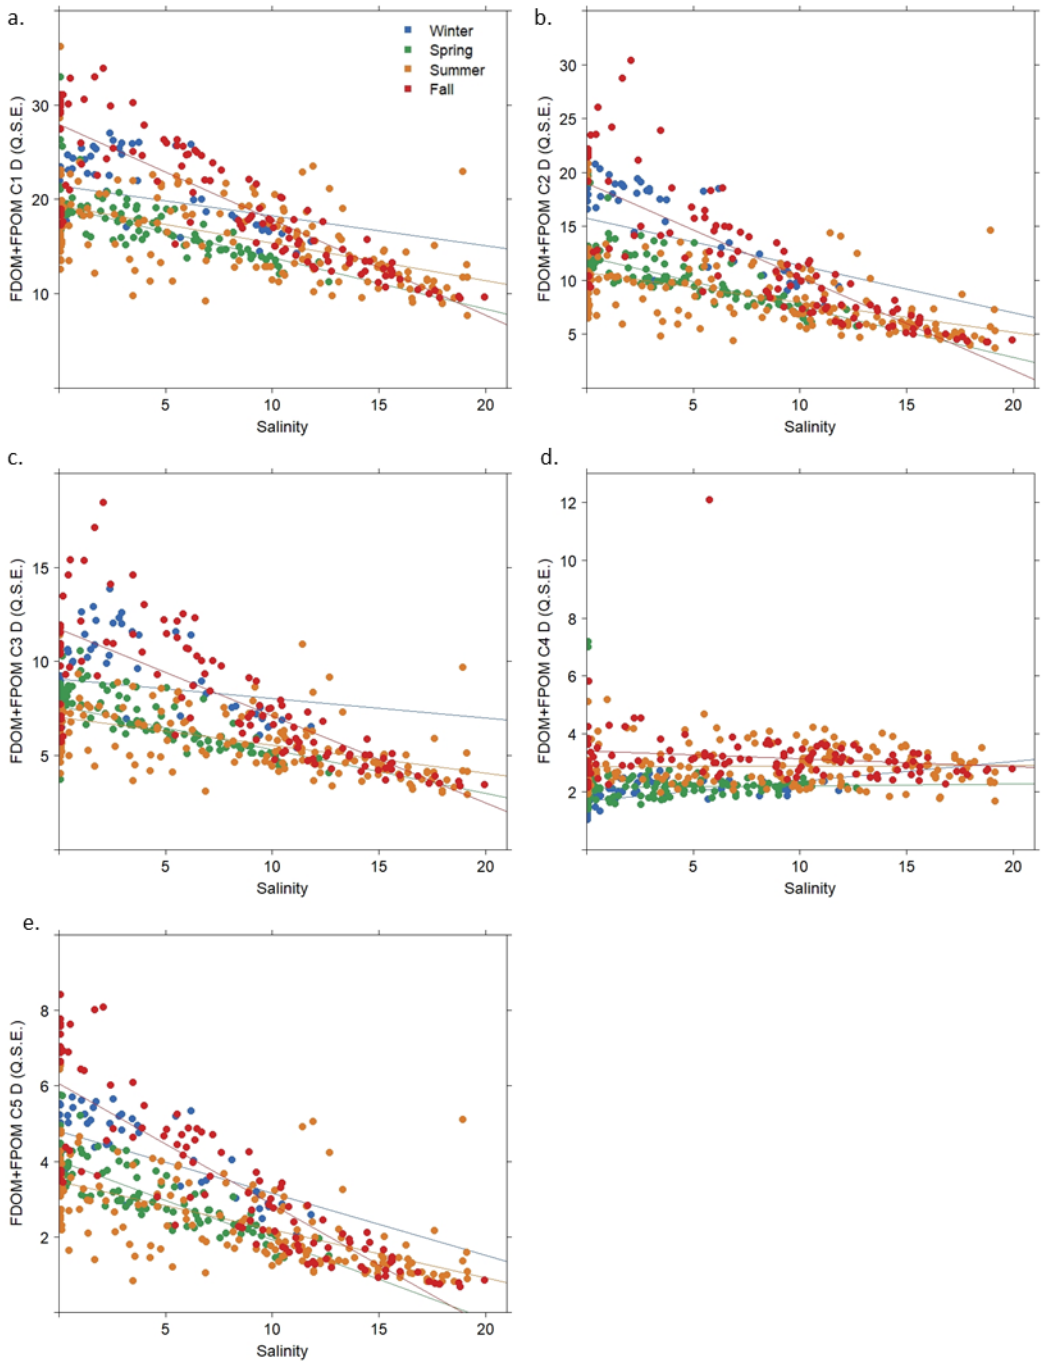 a.
FDOM+FPOM C1 D (Q.S.E.)
30
20
10
Winter
Spring
Summer
Fall
5 10 15 20
Salinity
b.
FDOM+FPOM C2 D (Q.S.E.)
30
25
20
15
10
5
5 10 15 20
Salinity
c.
FDOM+FPOM C3 D (Q.S.E.)
15
10
5
5 10 15 20
Salinity
d.
FDOM+FPOM C4 D (Q.S.E.)
12
10
8
6
4
2
5 10 15 20
Salinity
e.
FDOM+FPOM C5 D (Q.S.E.)
8
6
4
2
5 10 15 20
Salinity